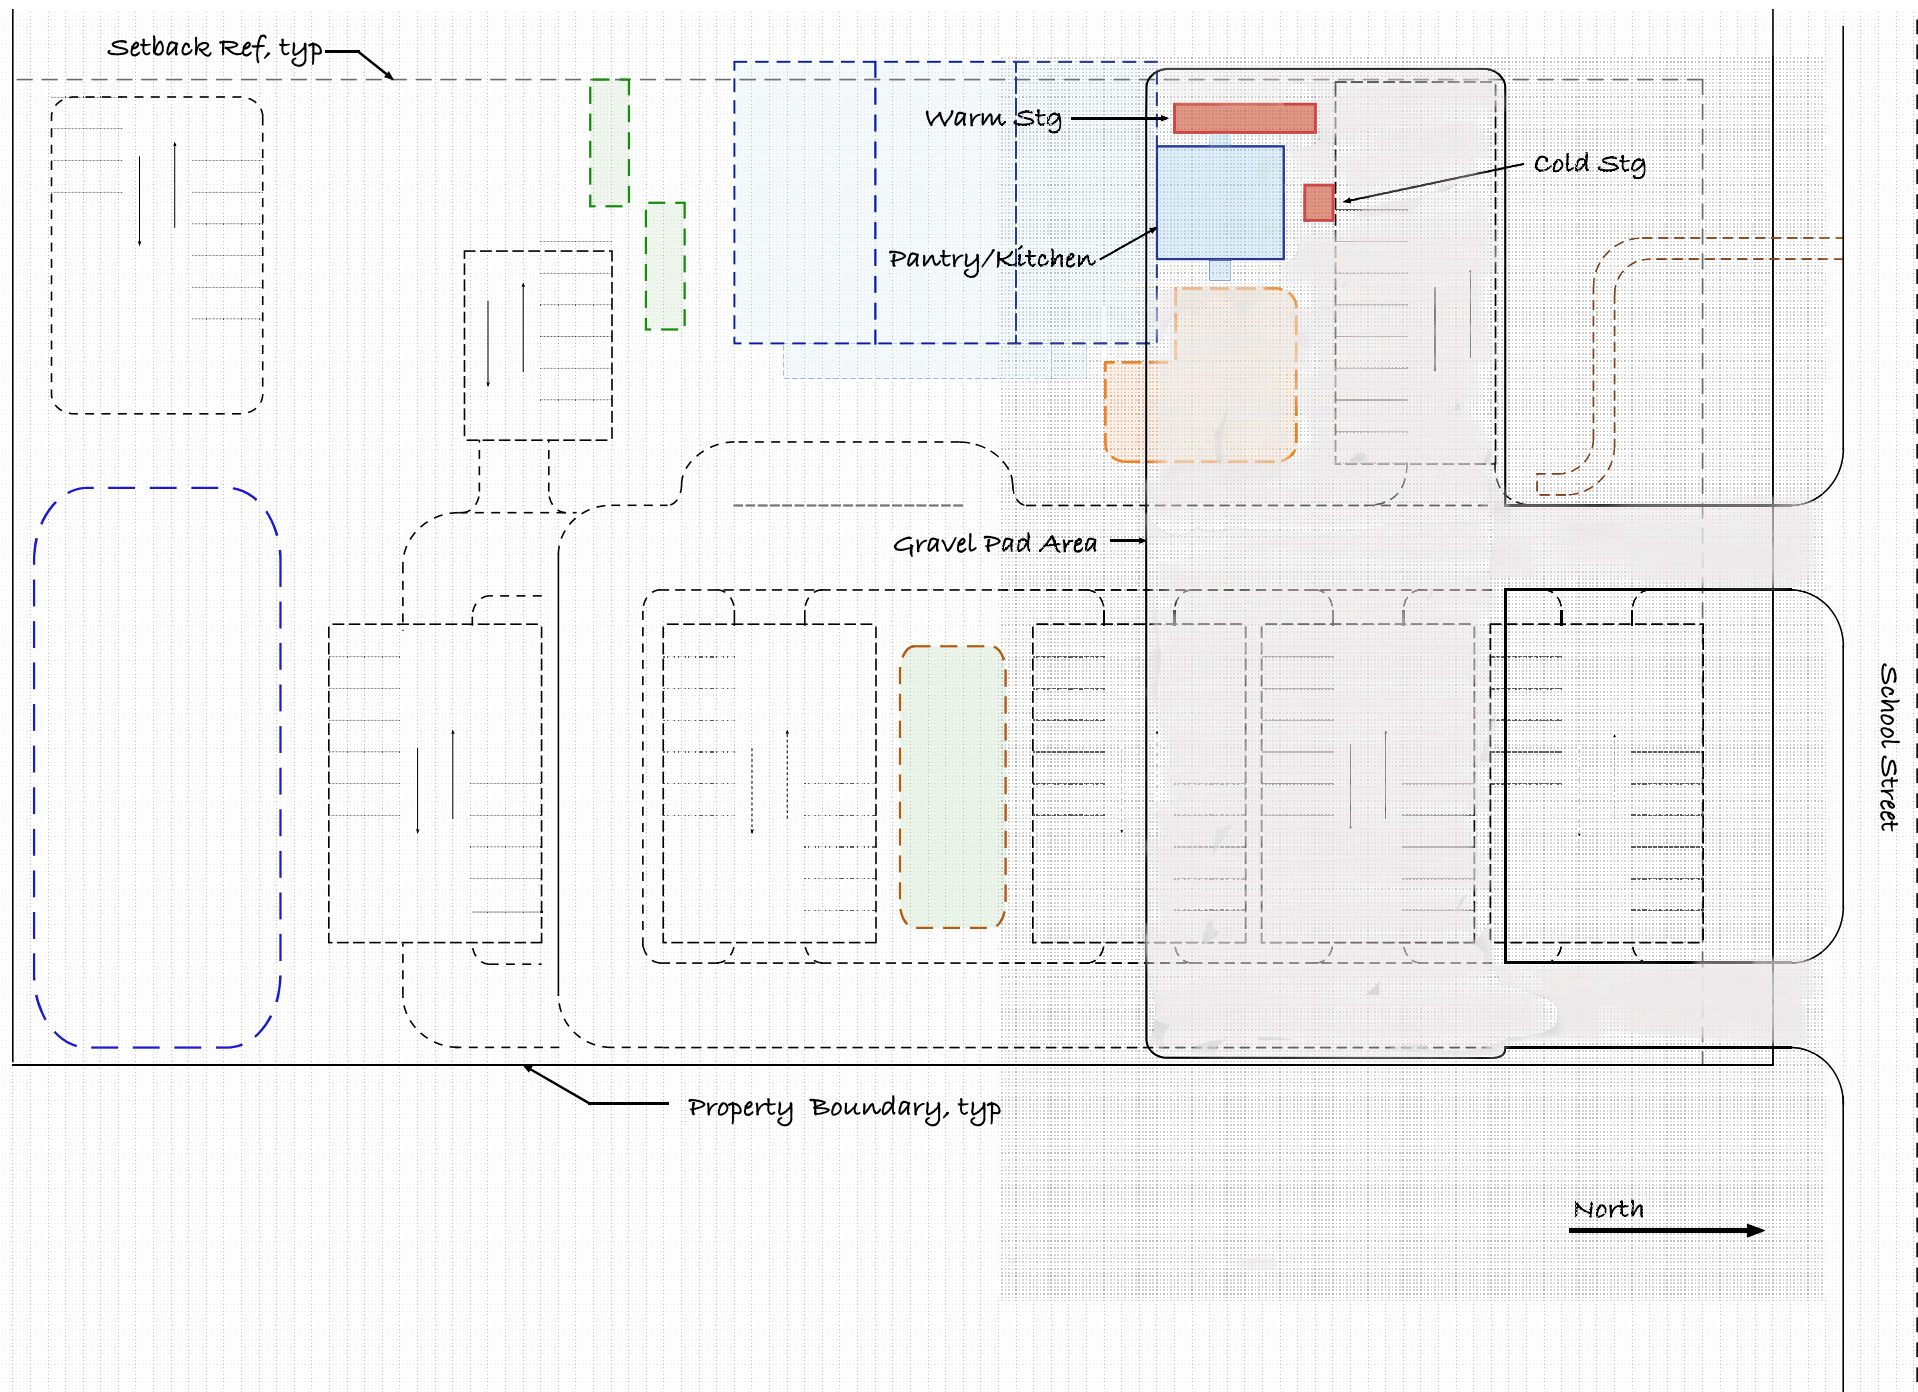 Setback Ref, typ
Warm Stg
Cold Stg
Pantry/Kitchen
Gravel Pad Area
School Street
Property Boundary, typ
North